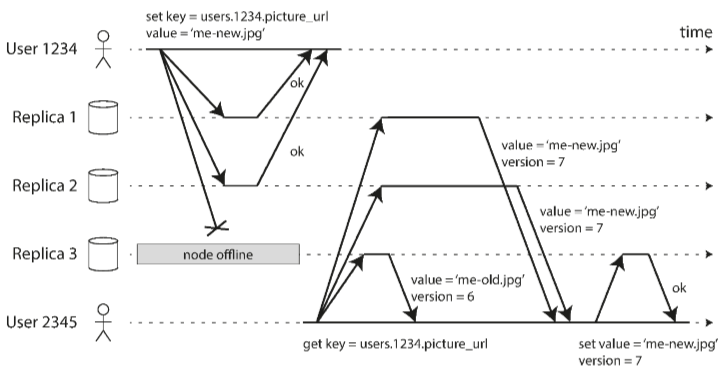 set key = users.1234.picture_url
value = 'me-new.jpg'
time
User 1234
ok
Replica 1
ok
value = 'me-new.jpg'
version = 7
Replica 2
value = 'me-new.jpg'
version = 7
Replica 3
node offline
value = 'me-old.jpg'
version = 6
ok
User 2345
get key = users.1234.picture_url
set value = 'me-new.jpg'
version = 7